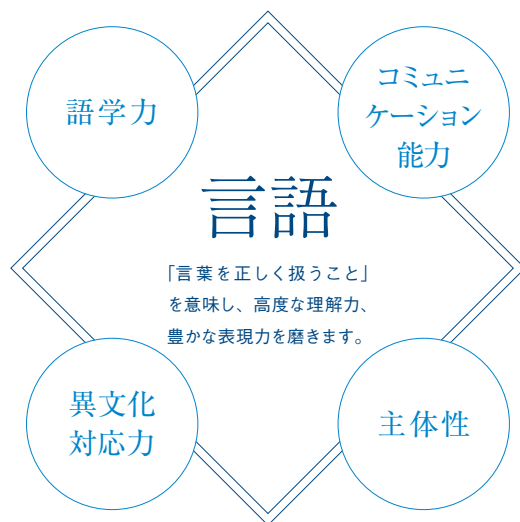 語学力
コミュニ
ケーション
能力
言語
「言葉を正しく扱うこと」
を意味し、高度な理解力、
豊かな表現力を磨きます。
異文化
対応力
主体性